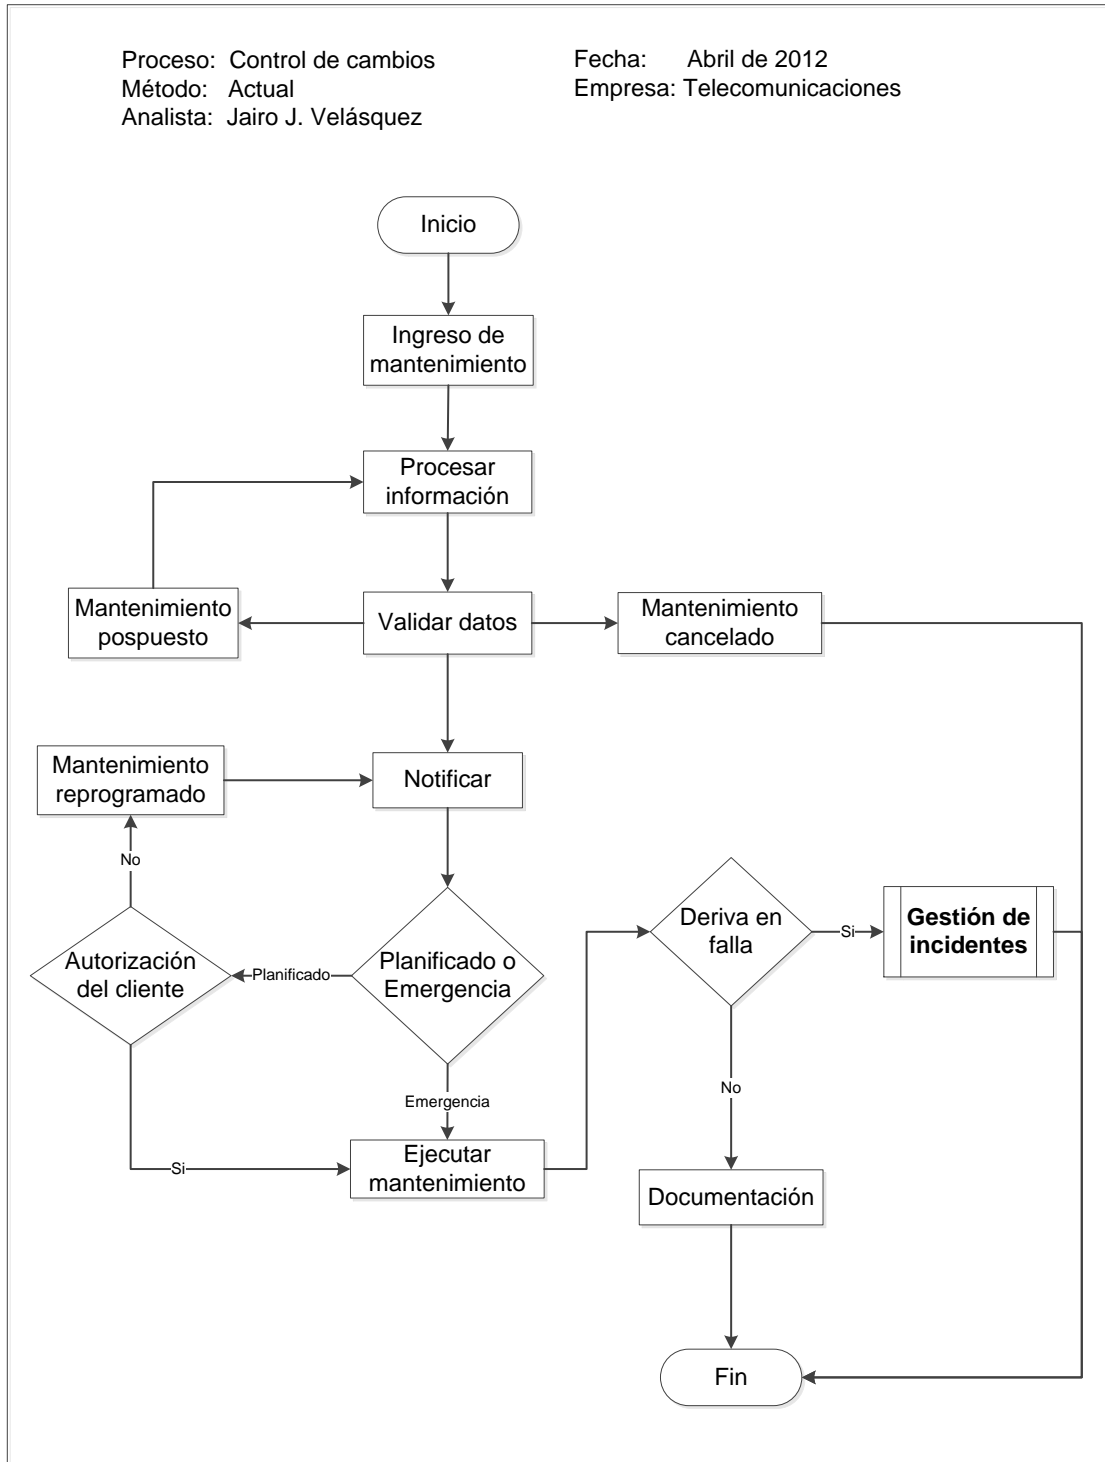 Proceso: Control de cambios
Método: Actual
Analista: Jairo J. Velásquez
Fecha: Abril de 2012
Empresa: Telecomunicaciones
Inicio
Ingreso de
mantenimiento
Procesar
información
Mantenimiento
pospuesto
Validar datos
Mantenimiento
cancelado
Mantenimiento
reprogramado
Notificar
No
Autorización
del cliente
Planificado
Planificado o
Emergencia
Deriva en
falla
Si
Gestión de
incidentes
Emergencia
No
Si
Ejecutar
mantenimiento
Documentación
Fin